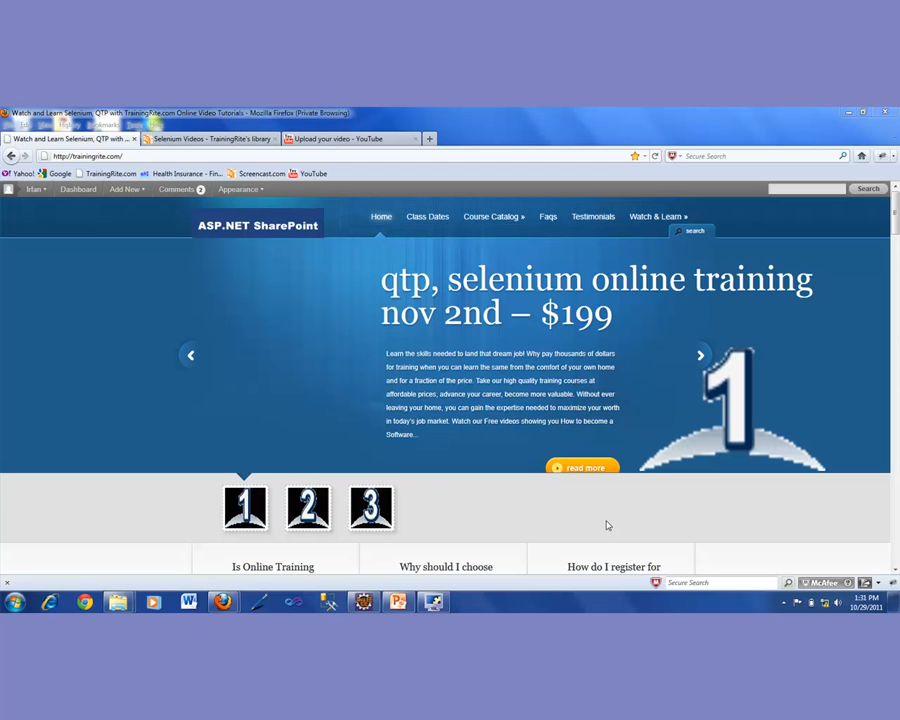 Watch and Learn Selenium, QTP with TrainingRite.com Online Video Tutorials - Mozilla Firefox (Private Browsing)
History Bookmarks
Watch and Learn Selenium, QTP with ... Selenium Videos - TrainingRite's library Upload your video - YouTube
http://trainingrite.com/ Secure Search
Yahoo! Google TrainingRite.com Health Insurance - Fin... Screencast.com YouTube
Irfan Dashboard Add New Comments 2 Appearance Search
ASP.NET SharePoint
Home Class Dates Course Catalog » Faqs Testimonials Watch & Learn »
search
qtp, selenium online training
nov 2nd – $199
Learn the skills needed to land that dream job! Why pay thousands of dollars
for training when you can learn the same from the comfort of your own home
and for a fraction of the price. Take our high quality training courses at
affordable prices, advance your career, become more valuable. Without ever
leaving your home, you can gain the expertise needed to maximize your worth
in today's job market. Watch our Free videos showing you How to become a
Software...
1
read more
1 2 3
Is Online Training Why should I choose How do I register for
Secure Search McAfee
1:31 PM
10/29/2011